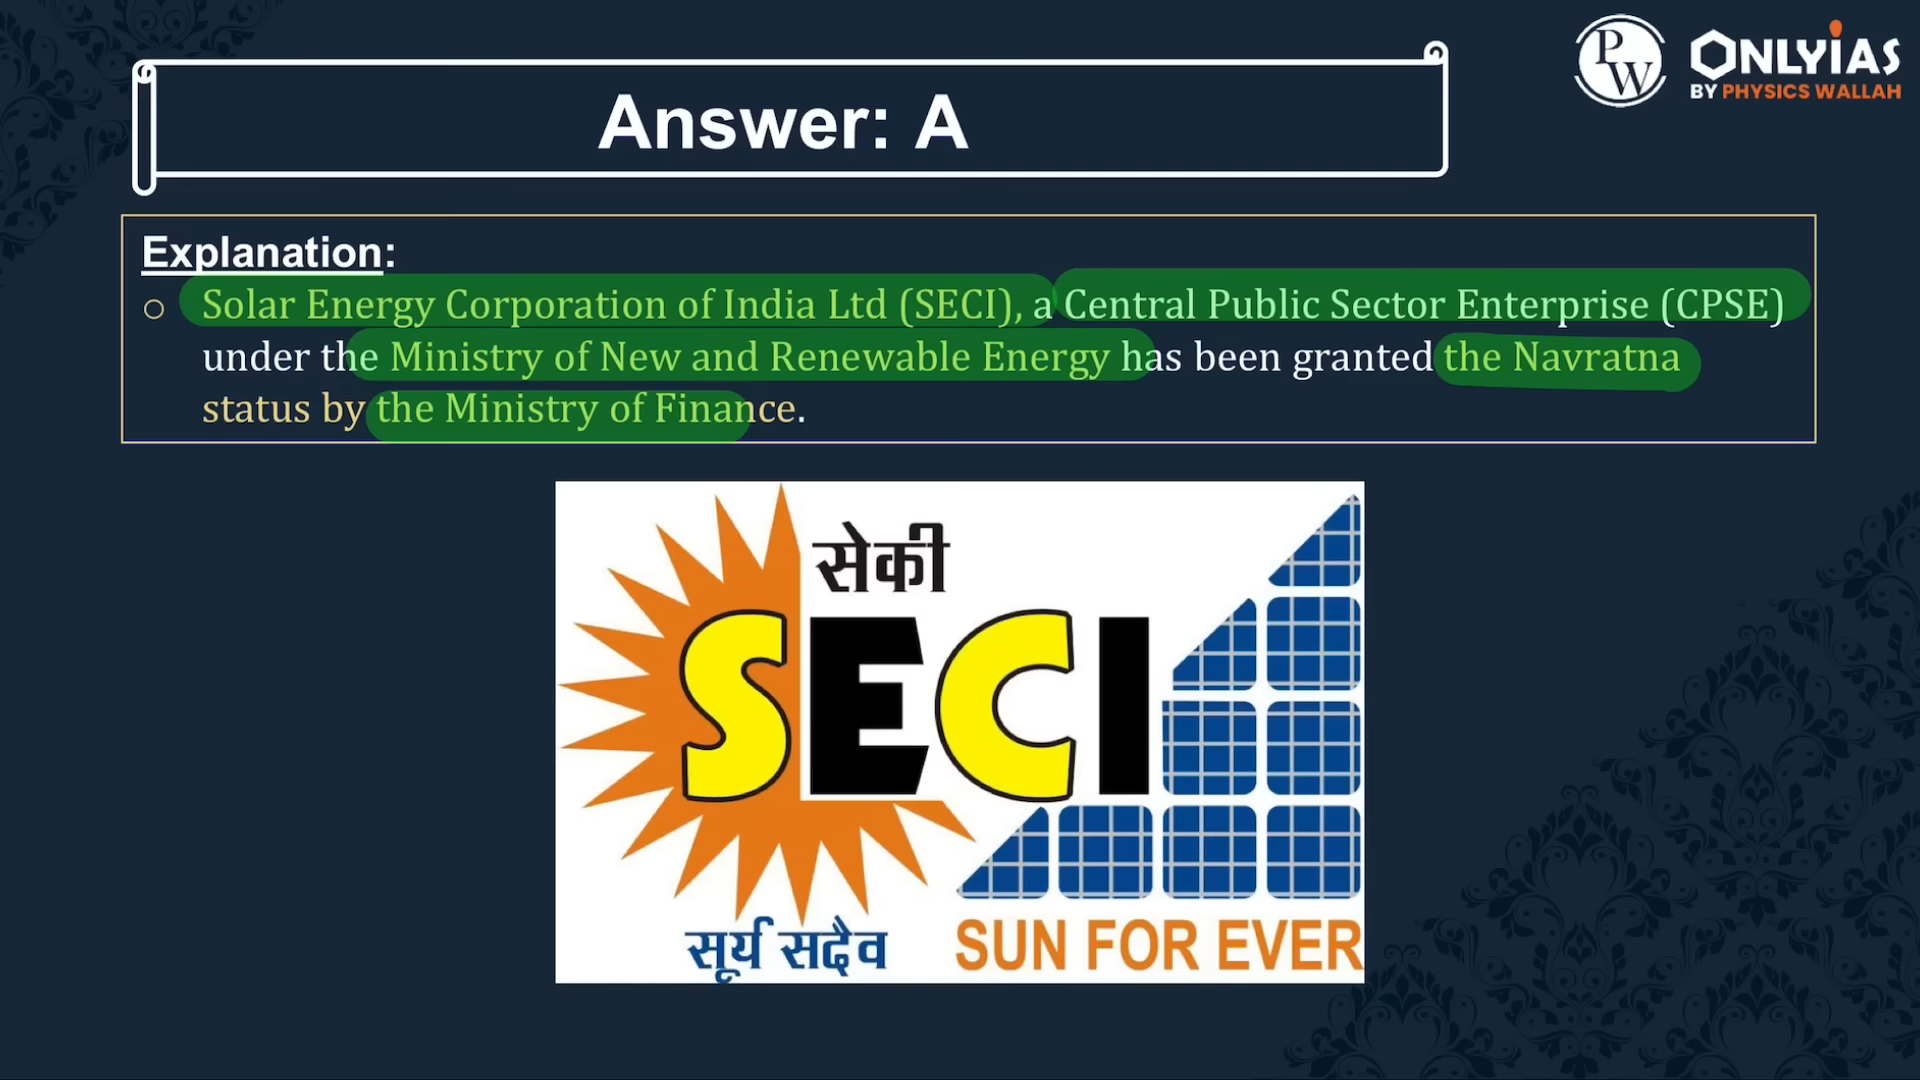 PW
ONLYIAS
BY PHYSICS WALLAH
Answer: A
Explanation:
Solar Energy Corporation of India Ltd (SECI), a Central Public Sector Enterprise (CPSE)
under the Ministry of New and Renewable Energy has been granted the Navratna
status by the Ministry of Finance.
सेकी
SECI
सूर्य सदैव
SUN FOR EVER